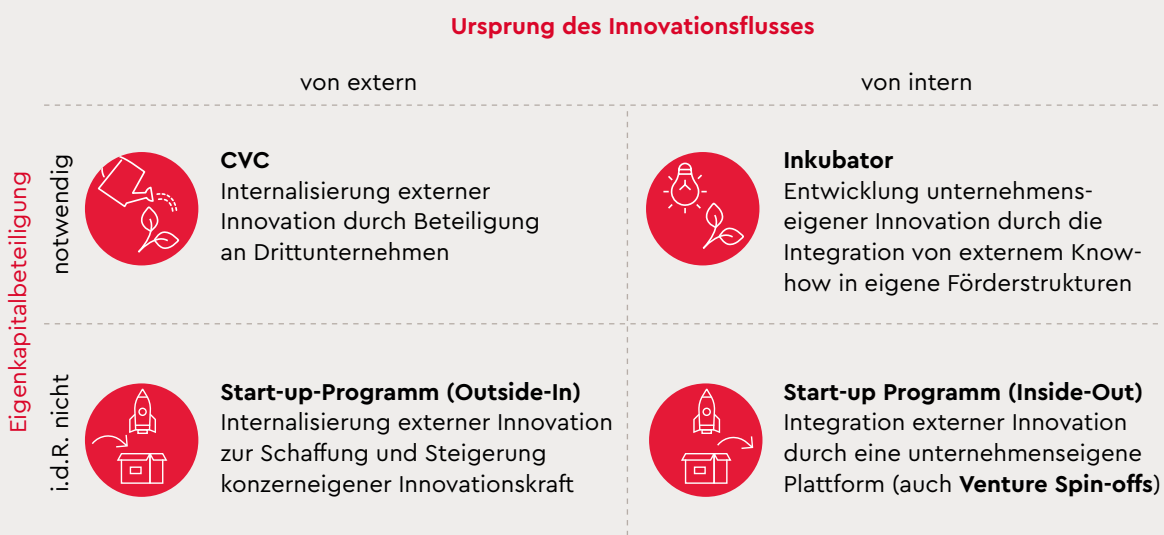 Ursprung des Innovationsflusses
von extern
von intern
Eigenkapitalbeteiligung
notwendig
CVC
Internalisierung externer
Innovation durch Beteiligung
an Drittunternehmen
Inkubator
Entwicklung unternehmens-
eigener Innovation durch die
Integration von externem Know-
how in eigene Förderstrukturen
i.d.R. nicht
Start-up-Programm (Outside-In)
Internalisierung externer Innovation
zur Schaffung und Steigerung
konzerneigener Innovationskraft
Start-up Programm (Inside-Out)
Integration externer Innovation
durch eine unternehmenseigene
Plattform (auch Venture Spin-offs)